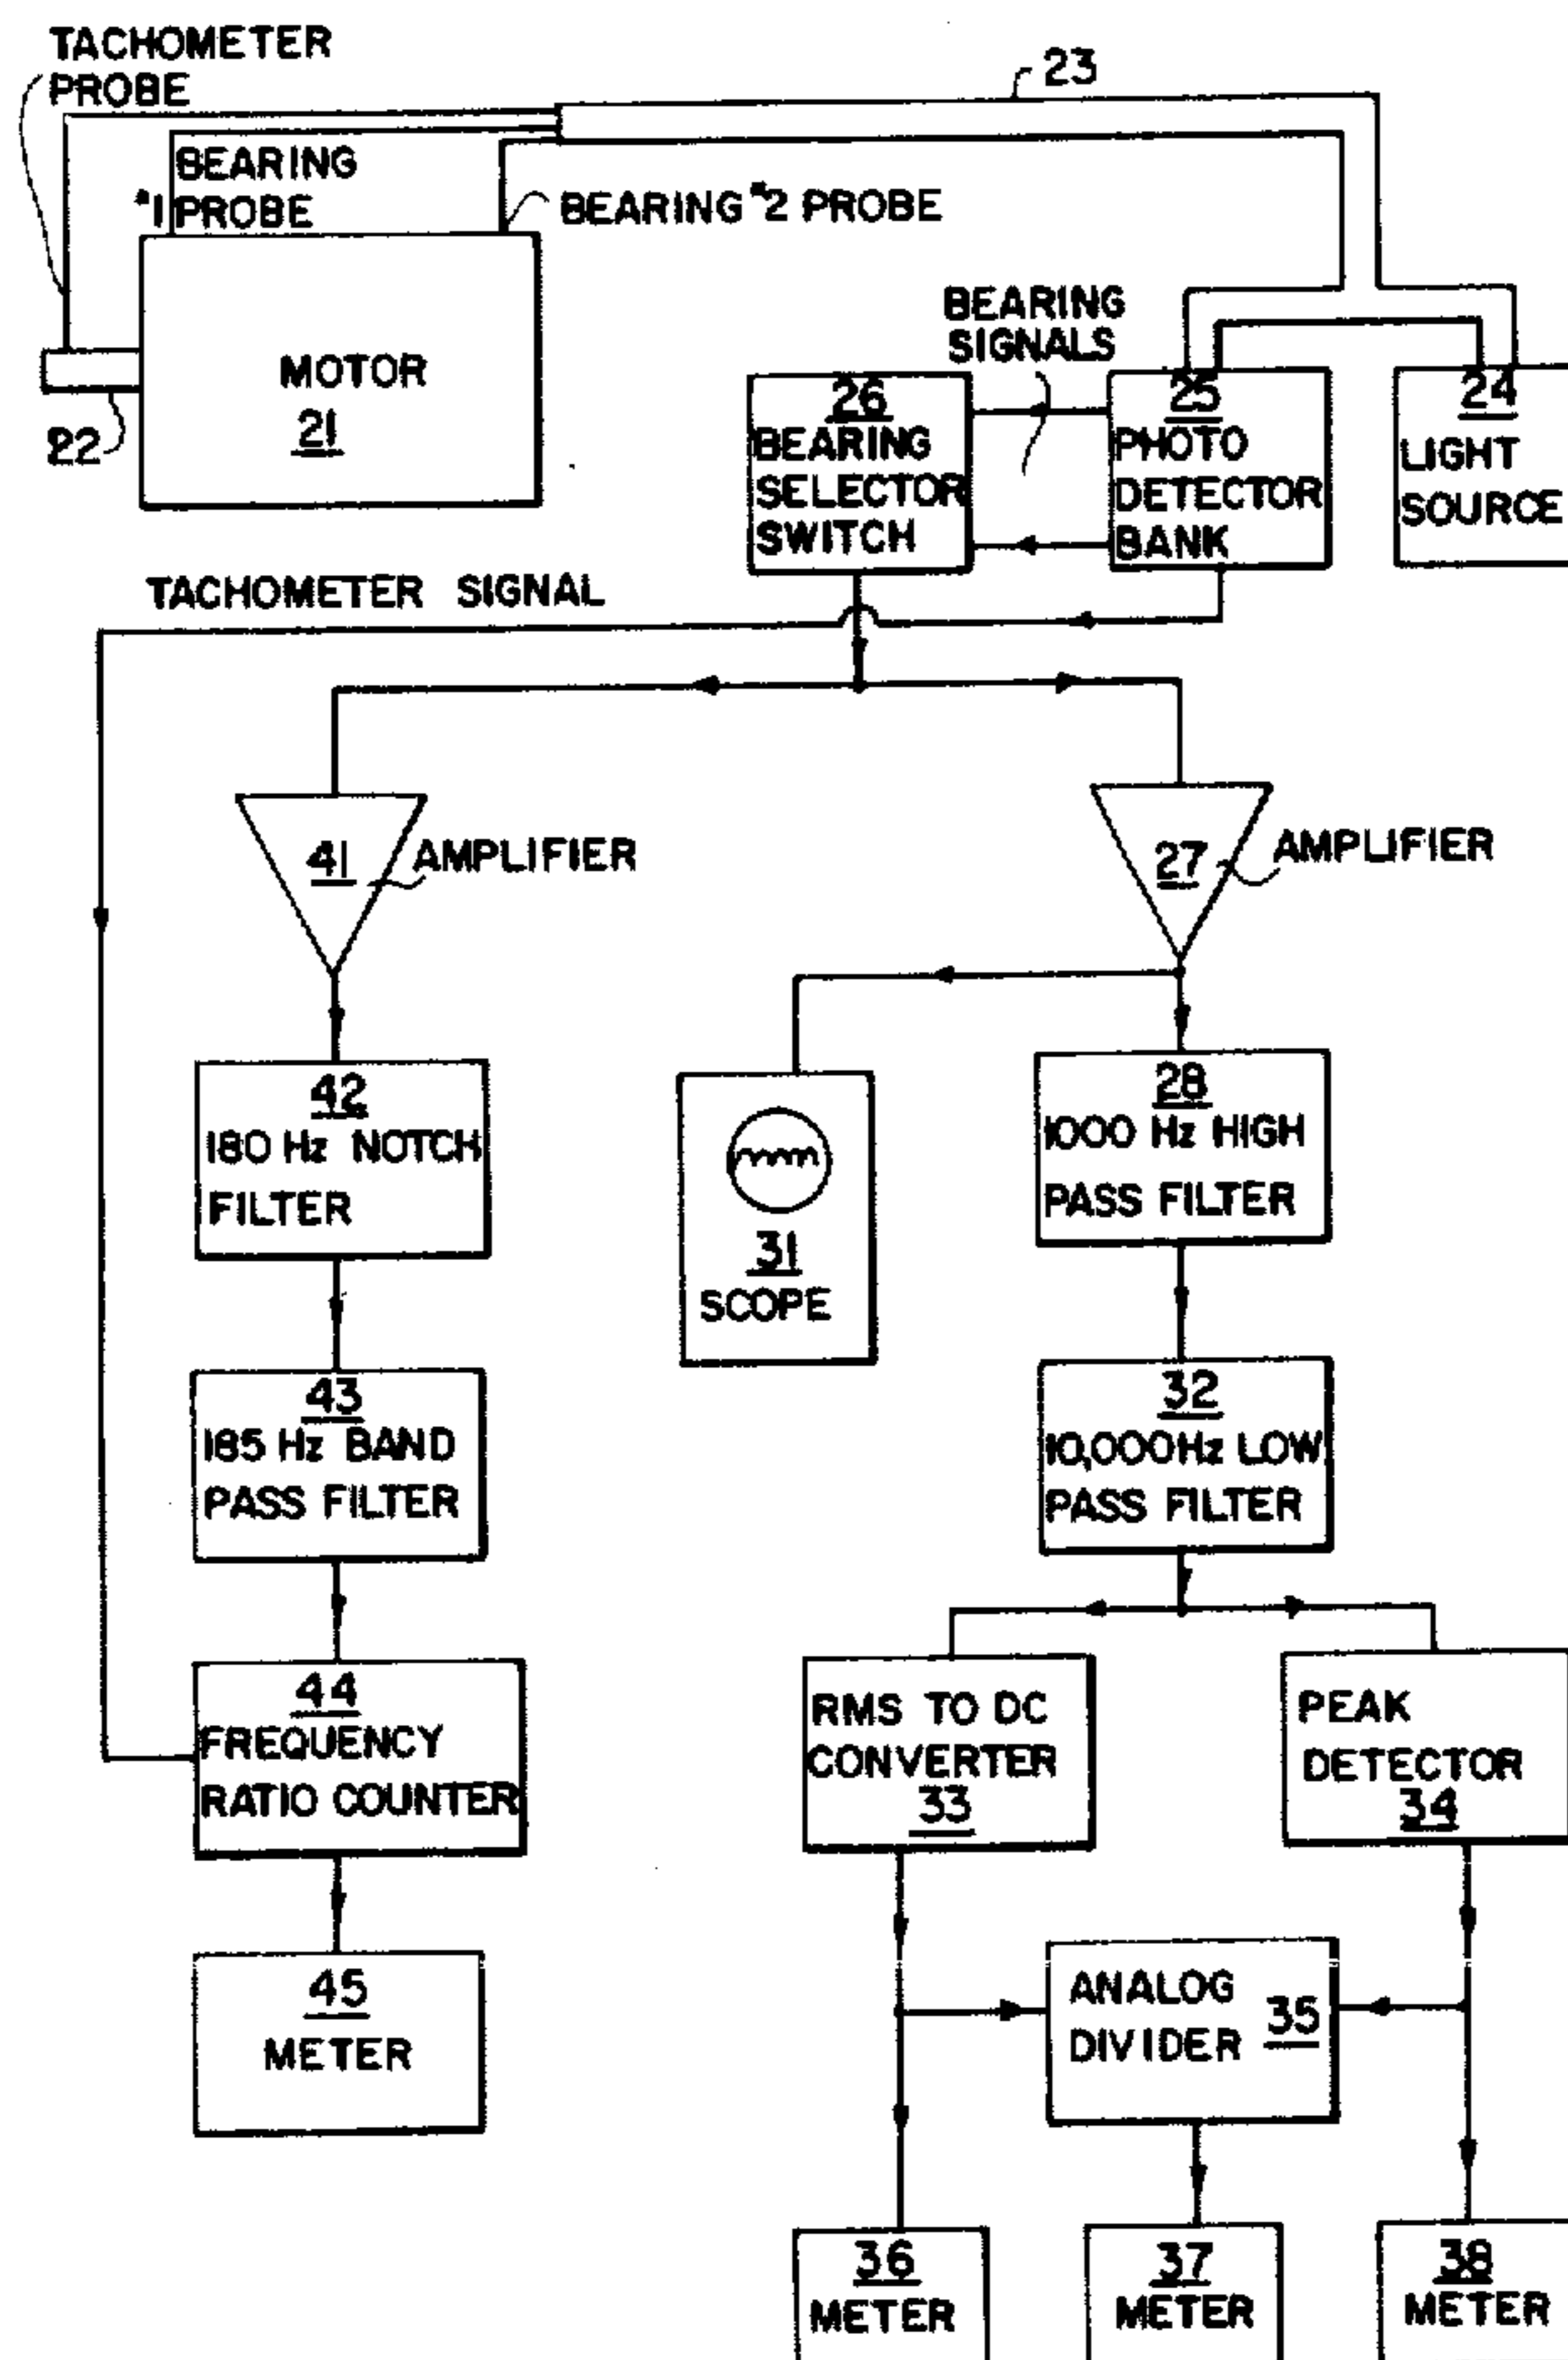 TACHOMETER
PROBE
23
BEARING
#1 PROBE
BEARING #2 PROBE
MOTOR
21
22
BEARING
SIGNALS
26
BEARING
SELECTOR
SWITCH
25
PHOTO
DETECTOR
BANK
24
LIGHT
SOURCE
TACHOMETER SIGNAL
41
AMPLIFIER
27
AMPLIFIER
42
180 Hz NOTCH
FILTER
31
SCOPE
28
1000 Hz HIGH
PASS FILTER
43
185 Hz BAND
PASS FILTER
32
10,000Hz LOW
PASS FILTER
44
FREQUENCY
RATIO COUNTER
RMS TO DC
CONVERTER
33
PEAK
DETECTOR
34
45
METER
ANALOG
DIVIDER 35
36
METER
37
METER
38
METER